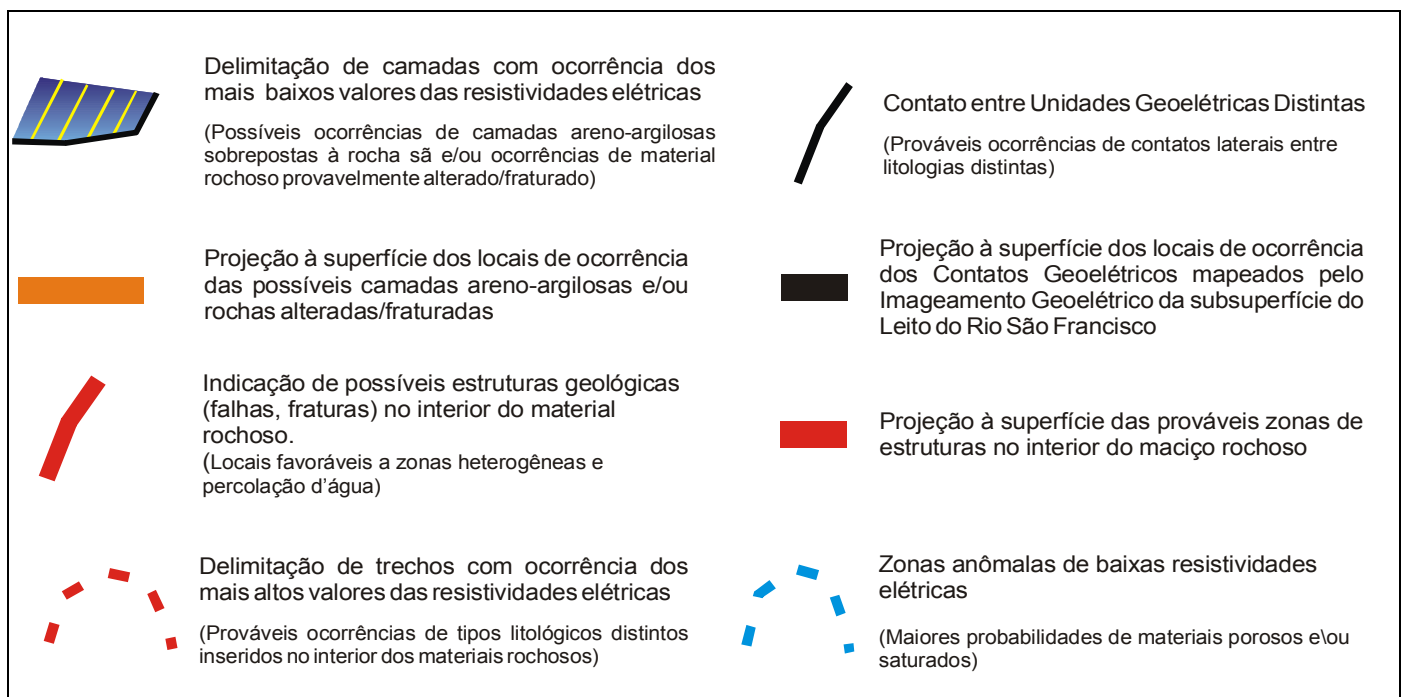 Delimitação de camadas com ocorrência dos
mais baixos valores das resistividades elétricas
(Possíveis ocorrências de camadas areno-argilosas
sobrepostas à rocha sã e/ou ocorrências de material
rochoso provavelmente alterado/fraturado)
Projeção à superfície dos locais de ocorrência
das possíveis camadas areno-argilosas e/ou
rochas alteradas/fraturadas
Indicação de possíveis estruturas geológicas
(falhas, fraturas) no interior do material
rochoso.
(Locais favoráveis a zonas heterogêneas e
percolação d'água)
Delimitação de trechos com ocorrência dos
mais altos valores das resistividades elétricas
(Prováveis ocorrências de tipos litológicos distintos
inseridos no interior dos materiais rochosos)
Contato entre Unidades Geoelétricas Distintas
(Prováveis ocorrências de contatos laterais entre
litologias distintas)
Projeção à superfície dos locais de ocorrência
dos Contatos Geoelétricos mapeados pelo
Imageamento Geoelétrico da subsuperfície do
Leito do Rio São Francisco
Projeção à superfície das prováveis zonas de
estruturas no interior do maciço rochoso
Zonas anômalas de baixas resistividades
elétricas
(Maiores probabilidades de materiais porosos e\ou
saturados)